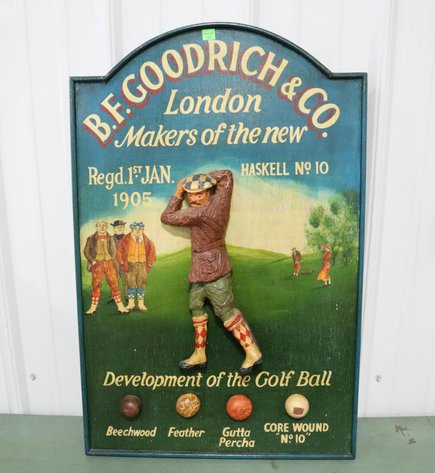 B.F. GOODRICH & CO.
London
Makers of the new
Regd. 1ST JAN. HASKELL Nº 10
1905
Development of the Golf Ball
Beechwood Feather Gutta Percha CORE WOUND "Nº 10"